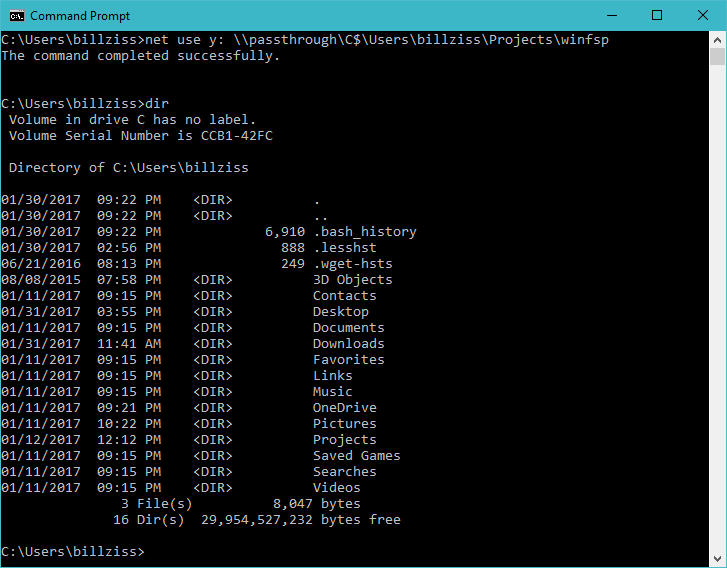 Command Prompt
C:\Users\billziss>net use y: \\passthrough\C$\Users\billziss\Projects\winfsp
The command completed successfully.
C:\Users\billziss>dir
 Volume in drive C has no label.
 Volume Serial Number is CCB1-42FC
 Directory of C:\Users\billziss
01/30/2017  09:22 PM    <DIR>          .
01/30/2017  09:22 PM    <DIR>          ..
01/30/2017  09:22 PM             6,910 .bash_history
01/30/2017  02:56 PM               888 .lesshst
06/21/2016  08:13 PM               249 .wget-hsts
08/08/2015  07:58 PM    <DIR>          3D Objects
01/11/2017  09:15 PM    <DIR>          Contacts
01/31/2017  03:55 PM    <DIR>          Desktop
01/11/2017  09:15 PM    <DIR>          Documents
01/31/2017  11:41 AM    <DIR>          Downloads
01/11/2017  09:15 PM    <DIR>          Favorites
01/11/2017  09:15 PM    <DIR>          Links
01/11/2017  09:15 PM    <DIR>          Music
01/11/2017  09:21 PM    <DIR>          OneDrive
01/11/2017  10:22 PM    <DIR>          Pictures
01/12/2017  12:12 PM    <DIR>          Projects
01/11/2017  09:15 PM    <DIR>          Saved Games
01/11/2017  09:15 PM    <DIR>          Searches
01/11/2017  09:15 PM    <DIR>          Videos
               3 File(s)          8,047 bytes
              16 Dir(s)  29,954,527,232 bytes free
C:\Users\billziss>